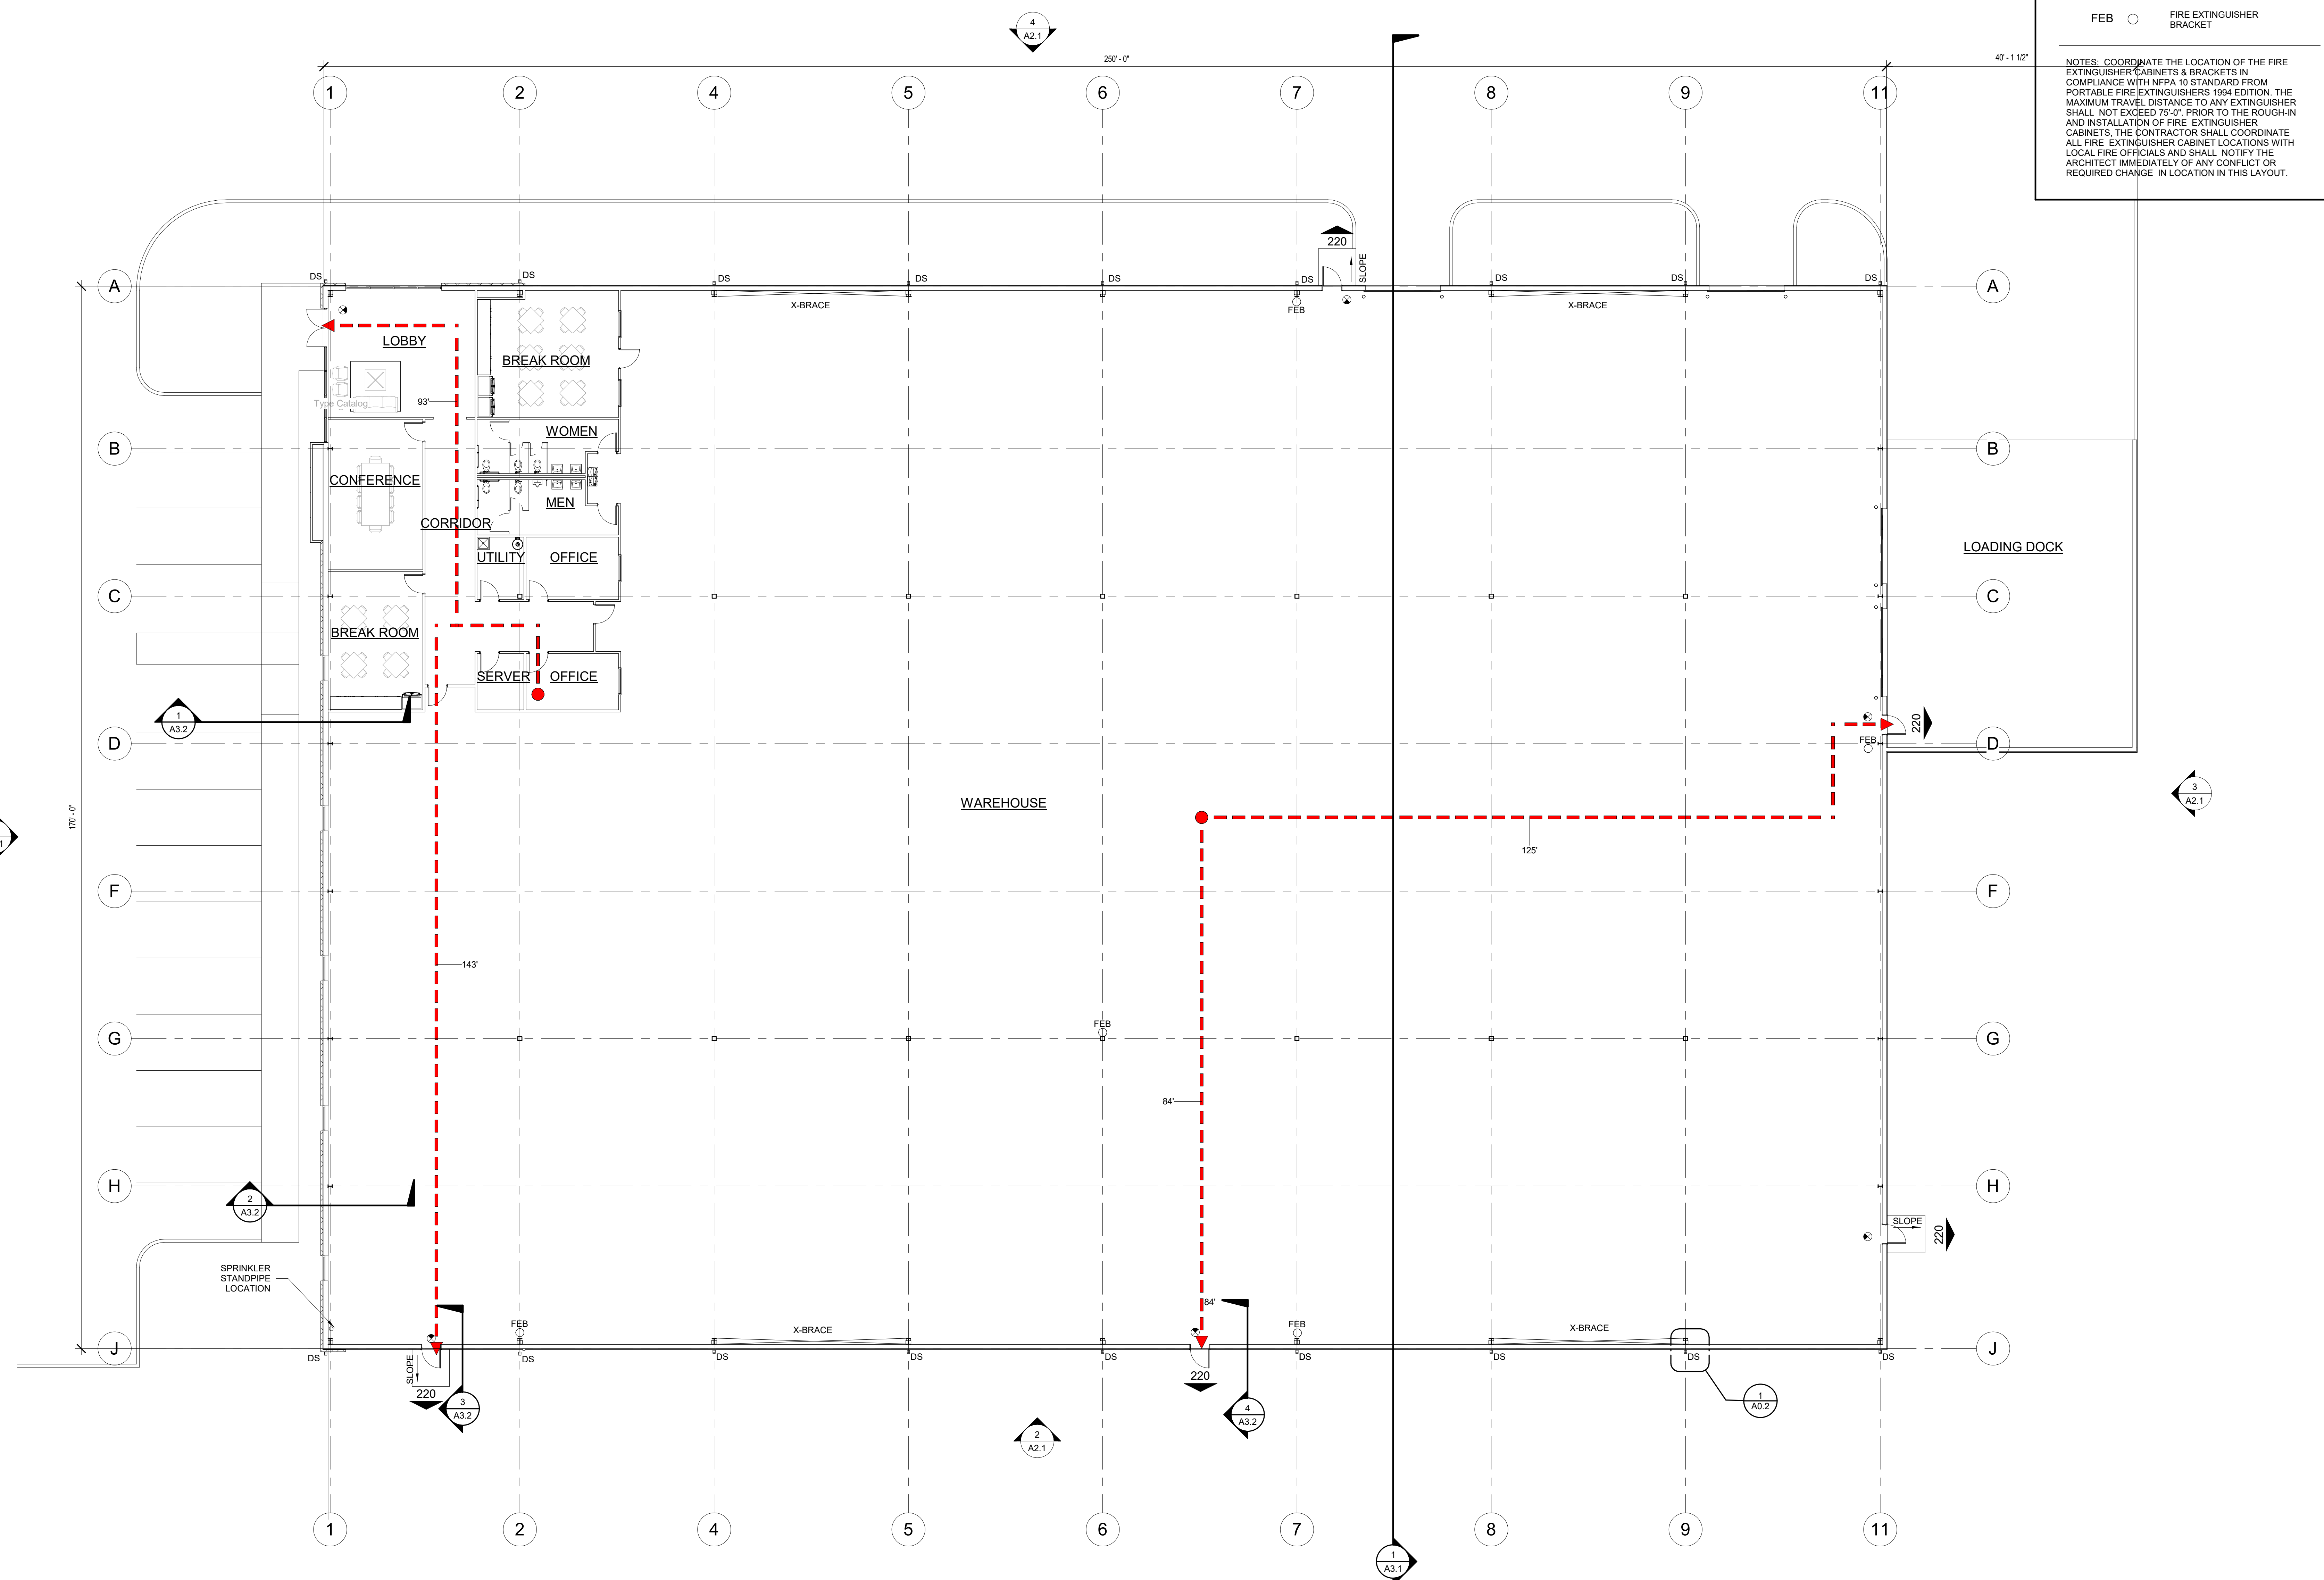 4
A2.1
FEB
FIRE EXTINGUISHER
BRACKET
250' - 0"
40' - 1 1/2"
NOTES: COORDINATE THE LOCATION OF THE FIRE
EXTINGUISHER CABINETS & BRACKETS IN
COMPLIANCE WITH NFPA 10 STANDARD FROM
PORTABLE FIRE EXTINGUISHERS 1994 EDITION. THE
MAXIMUM TRAVEL DISTANCE TO ANY EXTINGUISHER
SHALL NOT EXCEED 75'-0". PRIOR TO THE ROUGH-IN
AND INSTALLATION OF FIRE EXTINGUISHER
CABINETS, THE CONTRACTOR SHALL COORDINATE
ALL FIRE EXTINGUISHER CABINET LOCATIONS WITH
LOCAL FIRE OFFICIALS AND SHALL NOTIFY THE
ARCHITECT IMMEDIATELY OF ANY CONFLICT OR
REQUIRED CHANGE IN LOCATION IN THIS LAYOUT.
1 2 4 5 6 7 8 9 11
220
SLOPE
DS DS DS DS DS DS DS DS DS
A A
X-BRACE X-BRACE
FEB
LOBBY
BREAK ROOM
Type Catalog
93'
WOMEN
B B
CONFERENCE
MEN
CORRIDOR
UTILITY OFFICE
LOADING DOCK
C C
BREAK ROOM
SERVER OFFICE
1
A3.2
220
FEB
D D
170' - 0"
WAREHOUSE
3
A2.1
1
125'
F F
143'
FEB
G G
84'
H H
2
A3.2
SLOPE
220
SPRINKLER
STANDPIPE
LOCATION
84'
FEB FEB
X-BRACE X-BRACE
J J
DS DS DS DS DS DS DS DS DS
SLOPE
220
220
3
A3.2
4
A3.2
1
A0.2
2
A2.1
1 2 4 5 6 7 8 9 11
1
A3.1